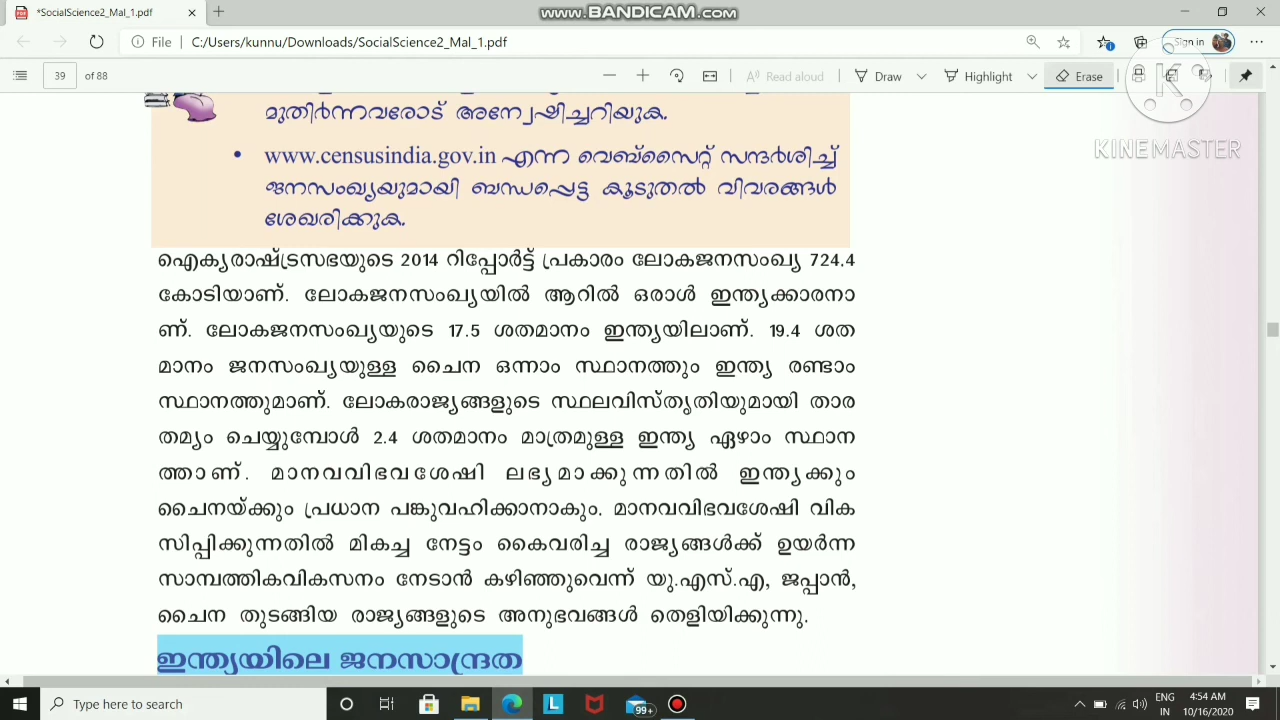 www.BANDICAM.com
*SocialScience2_Mal_1.pdf
File C:/Users/kunnu/Downloads/SocialScience2_Mal_1.pdf
Sign in
39 of 88
Read aloud Draw Highlight Erase
K
KINEMASTER
മുതിർന്നവരോട് അന്വേഷിച്ചറിയുക.
• www.censusindia.gov.in എന്ന വെബ്സൈറ്റ് സന്ദർശിച്ച്
ജനസംഖ്യയുമായി ബന്ധപ്പെട്ട കൂടുതൽ വിവരങ്ങൾ
ശേഖരിക്കുക.
ഐക്യരാഷ്ട്രസഭയുടെ 2014 റിപ്പോർട്ട് പ്രകാരം ലോകജനസംഖ്യ 724.4
കോടിയാണ്. ലോകജനസംഖ്യയിൽ ആറിൽ ഒരാൾ ഇന്ത്യക്കാരനാ
ണ്. ലോകജനസംഖ്യയുടെ 17.5 ശതമാനം ഇന്ത്യയിലാണ്. 19.4 ശത
മാനം ജനസംഖ്യയുള്ള ചൈന ഒന്നാം സ്ഥാനത്തും ഇന്ത്യ രണ്ടാം
സ്ഥാനത്തുമാണ്. ലോകരാജ്യങ്ങളുടെ സ്ഥലവിസ്തൃതിയുമായി താര
തമ്യം ചെയ്യുമ്പോൾ 2.4 ശതമാനം മാത്രമുള്ള ഇന്ത്യ ഏഴാം സ്ഥാന
ത്താണ്. മാനവവിഭവശേഷി ലഭ്യമാക്കുന്നതിൽ ഇന്ത്യക്കും
ചൈനയ്ക്കും പ്രധാന പങ്കുവഹിക്കാനാകും. മാനവവിഭവശേഷി വിക
സിപ്പിക്കുന്നതിൽ മികച്ച നേട്ടം കൈവരിച്ച രാജ്യങ്ങൾക്ക് ഉയർന്ന
സാമ്പത്തികവികസനം നേടാൻ കഴിഞ്ഞുവെന്ന് യു.എസ്.എ, ജപ്പാൻ,
ചൈന തുടങ്ങിയ രാജ്യങ്ങളുടെ അനുഭവങ്ങൾ തെളിയിക്കുന്നു.
ഇന്ത്യയിലെ ജനസാന്ദ്രത
Type here to search
L
99+
ENG 4:54 AM
IN 10/16/2020